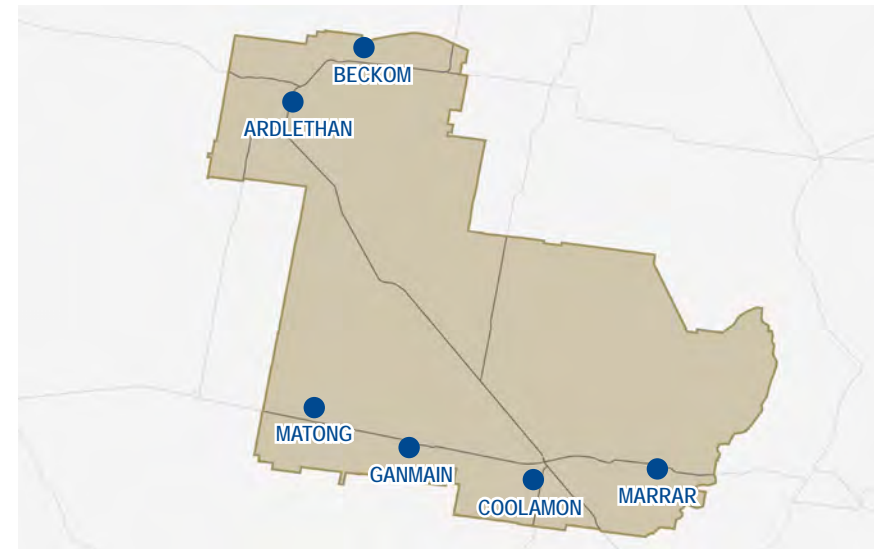 BECKOM
ARDLETHAN
MATONG
GANMAIN
COOLAMON
MARRAR